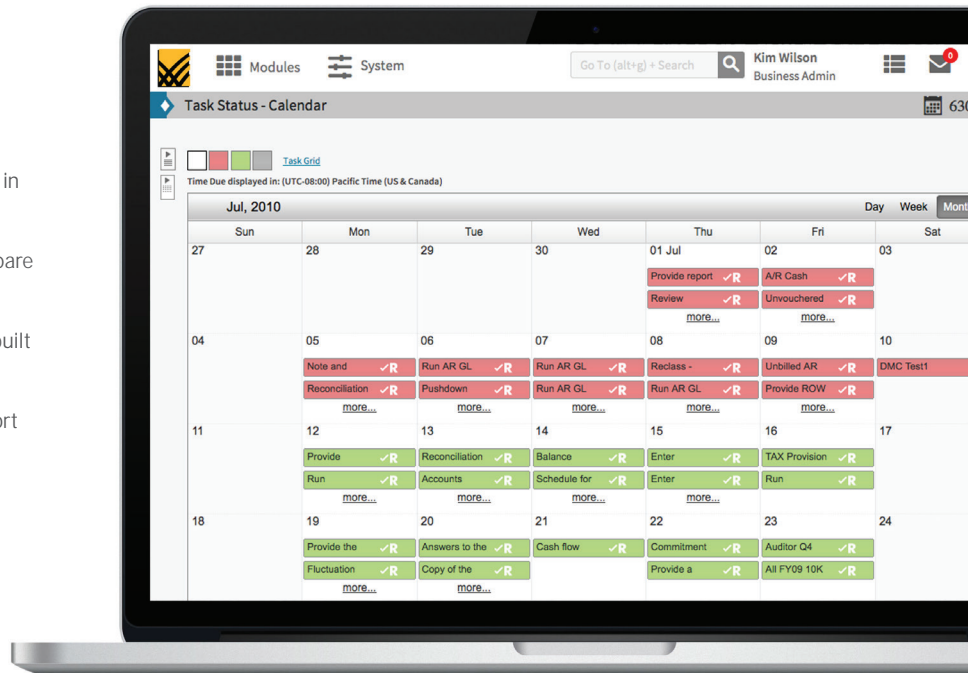 in
pare
built
ort
Modules
System
Go To (alt+g) + Search
Kim Wilson
Business Admin
Task Status - Calendar
630
Task Grid
Time Due displayed in: (UTC-08:00) Pacific Time (US & Canada)
Jul, 2010
Day Week Mont
Sun Mon Tue Wed Thu Fri Sat
27 28 29 30 01 Jul 02 03
Provide report R A/R Cash R
Review R Unvouchered R
more... more...
04 05 06 07 08 09 10
Note and R Run AR GL R Run AR GL R Reclass - R Unbilled AR R DMC Test1
Reconciliation R Pushdown R Run AR GL R Run AR GL R Provide ROW R
more... more... more... more... more...
11 12 13 14 15 16 17
Provide R Reconciliation R Balance R Enter R TAX Provision R
Run R Accounts R Schedule for R Enter R Run R
more... more... more... more...
18 19 20 21 22 23 24
Provide the R Answers to the R Cash flow R Commitment R Auditor Q4 R
Fluctuation R Copy of the R Provide a R All FY09 10K R
more... more...